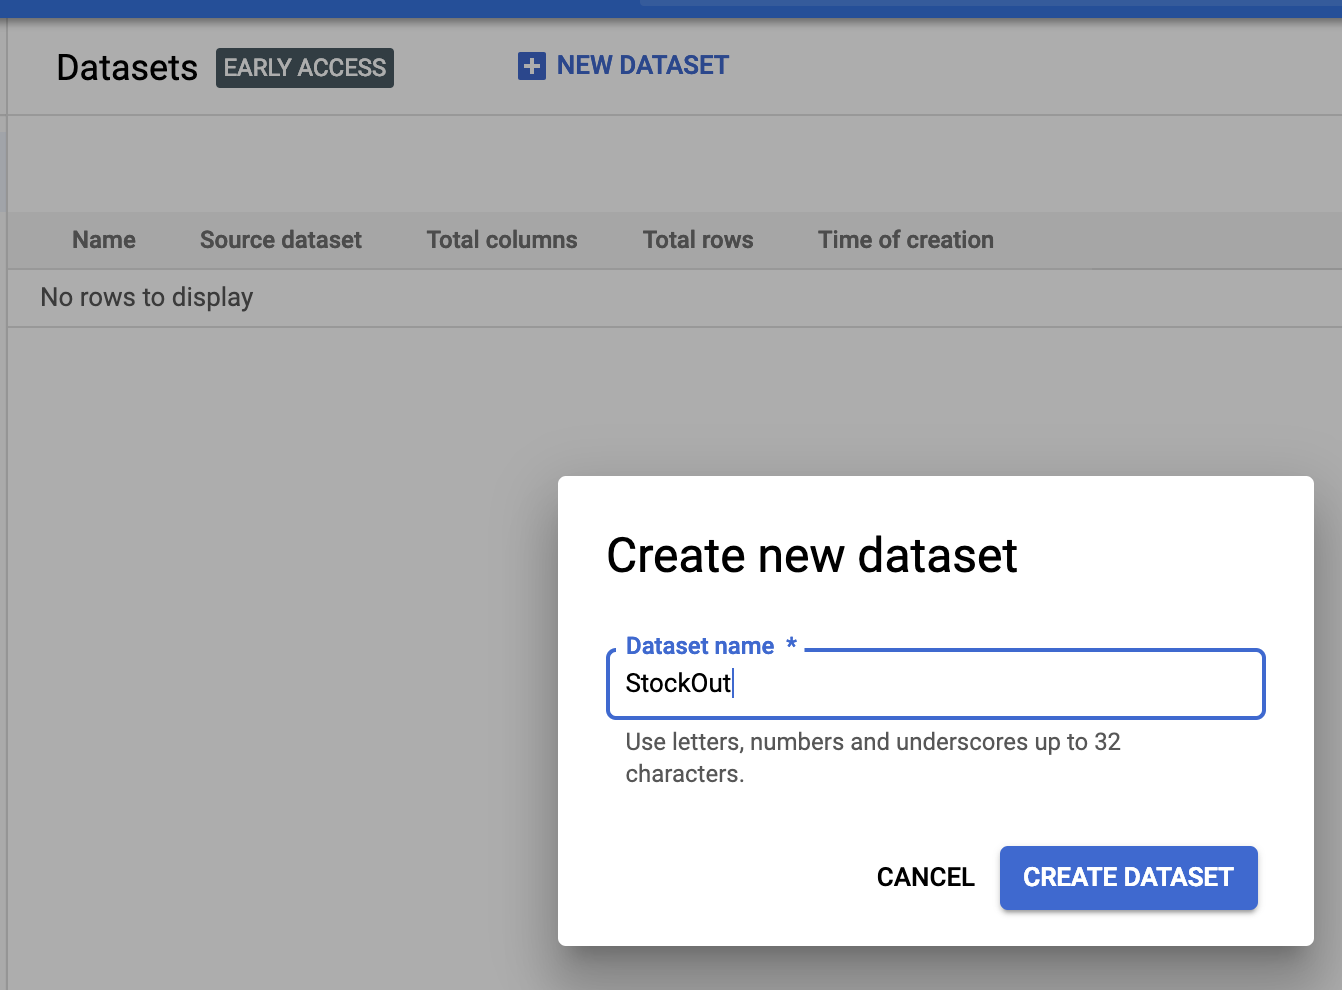 Datasets EARLY ACCESS NEW DATASET
Name Source dataset Total columns Total rows Time of creation
No rows to display
Create new dataset
Dataset name *
StockOut
Use letters, numbers and underscores up to 32
characters.
CANCEL CREATE DATASET